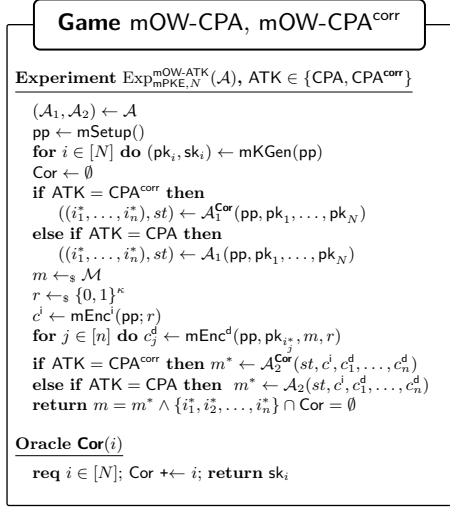 Game mOW-CPA, mOW-CPA^corr
Experiment Exp^{mOW-ATK}_{mPKE,N}(𝒜), ATK ∈ {CPA, CPA^corr}
(𝒜₁, 𝒜₂) ← 𝒜
pp ← mSetup()
for i ∈ [N] do (pk_i, sk_i) ← mKGen(pp)
Cor ← ∅
if ATK = CPA^corr then
((i*_1, …, i*_n), st) ← 𝒜_1^Cor(pp, pk_1, …, pk_N)
else if ATK = CPA then
((i*_1, …, i*_n), st) ← 𝒜_1(pp, pk_1, …, pk_N)
m ←_$ ℳ
r ←_$ {0, 1}^κ
c^i ← mEnc^i(pp; r)
for j ∈ [n] do c^d_j ← mEnc^d(pp, pk_{i*_j}, m, r)
if ATK = CPA^corr then m* ← 𝒜_2^Cor(st, c^i, c^d_1, …, c^d_n)
else if ATK = CPA then m* ← 𝒜_2(st, c^i, c^d_1, …, c^d_n)
return m = m* ∧ {i*_1, i*_2, …, i*_n} ∩ Cor = ∅
Oracle Cor(i)
req i ∈ [N]; Cor +← i; return sk_i